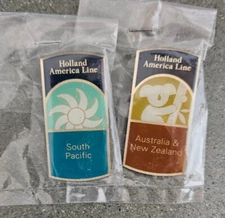 Holland
America Line
South
Pacific
Holland
America Line
Australia &
New Zealand